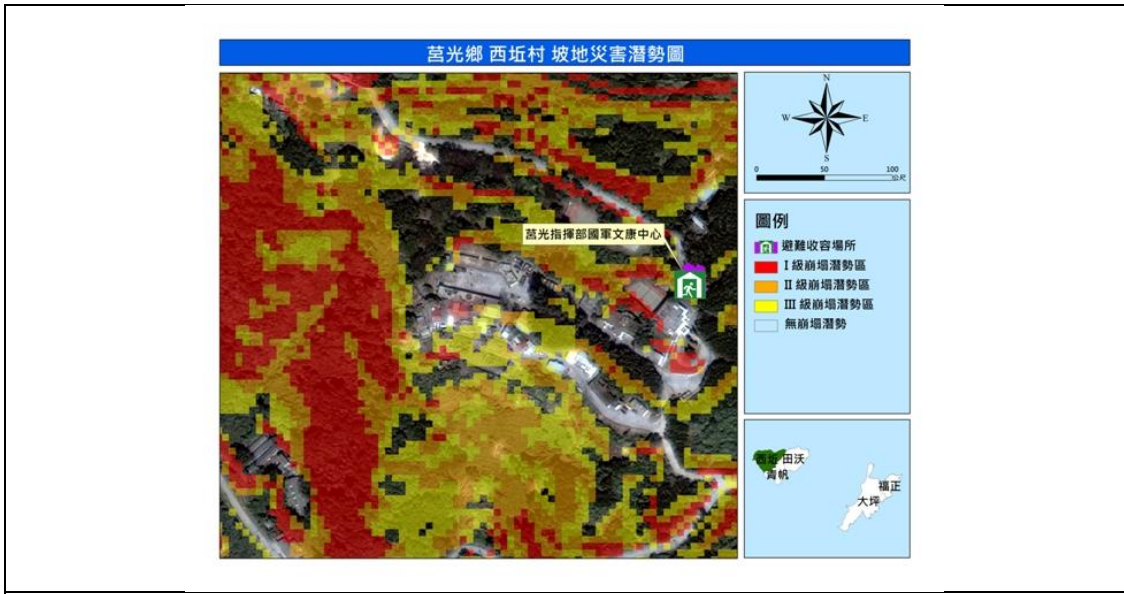 莒光鄉 西坵村 坡地災害潛勢圖
莒光指揮部國軍文康中心
N
W
E
S
0
50
100
公尺
圖例
避難收容場所
I 級崩塌潛勢區
II 級崩塌潛勢區
III 級崩塌潛勢區
無崩塌潛勢
西坵 田沃
青帆
福正
大坪